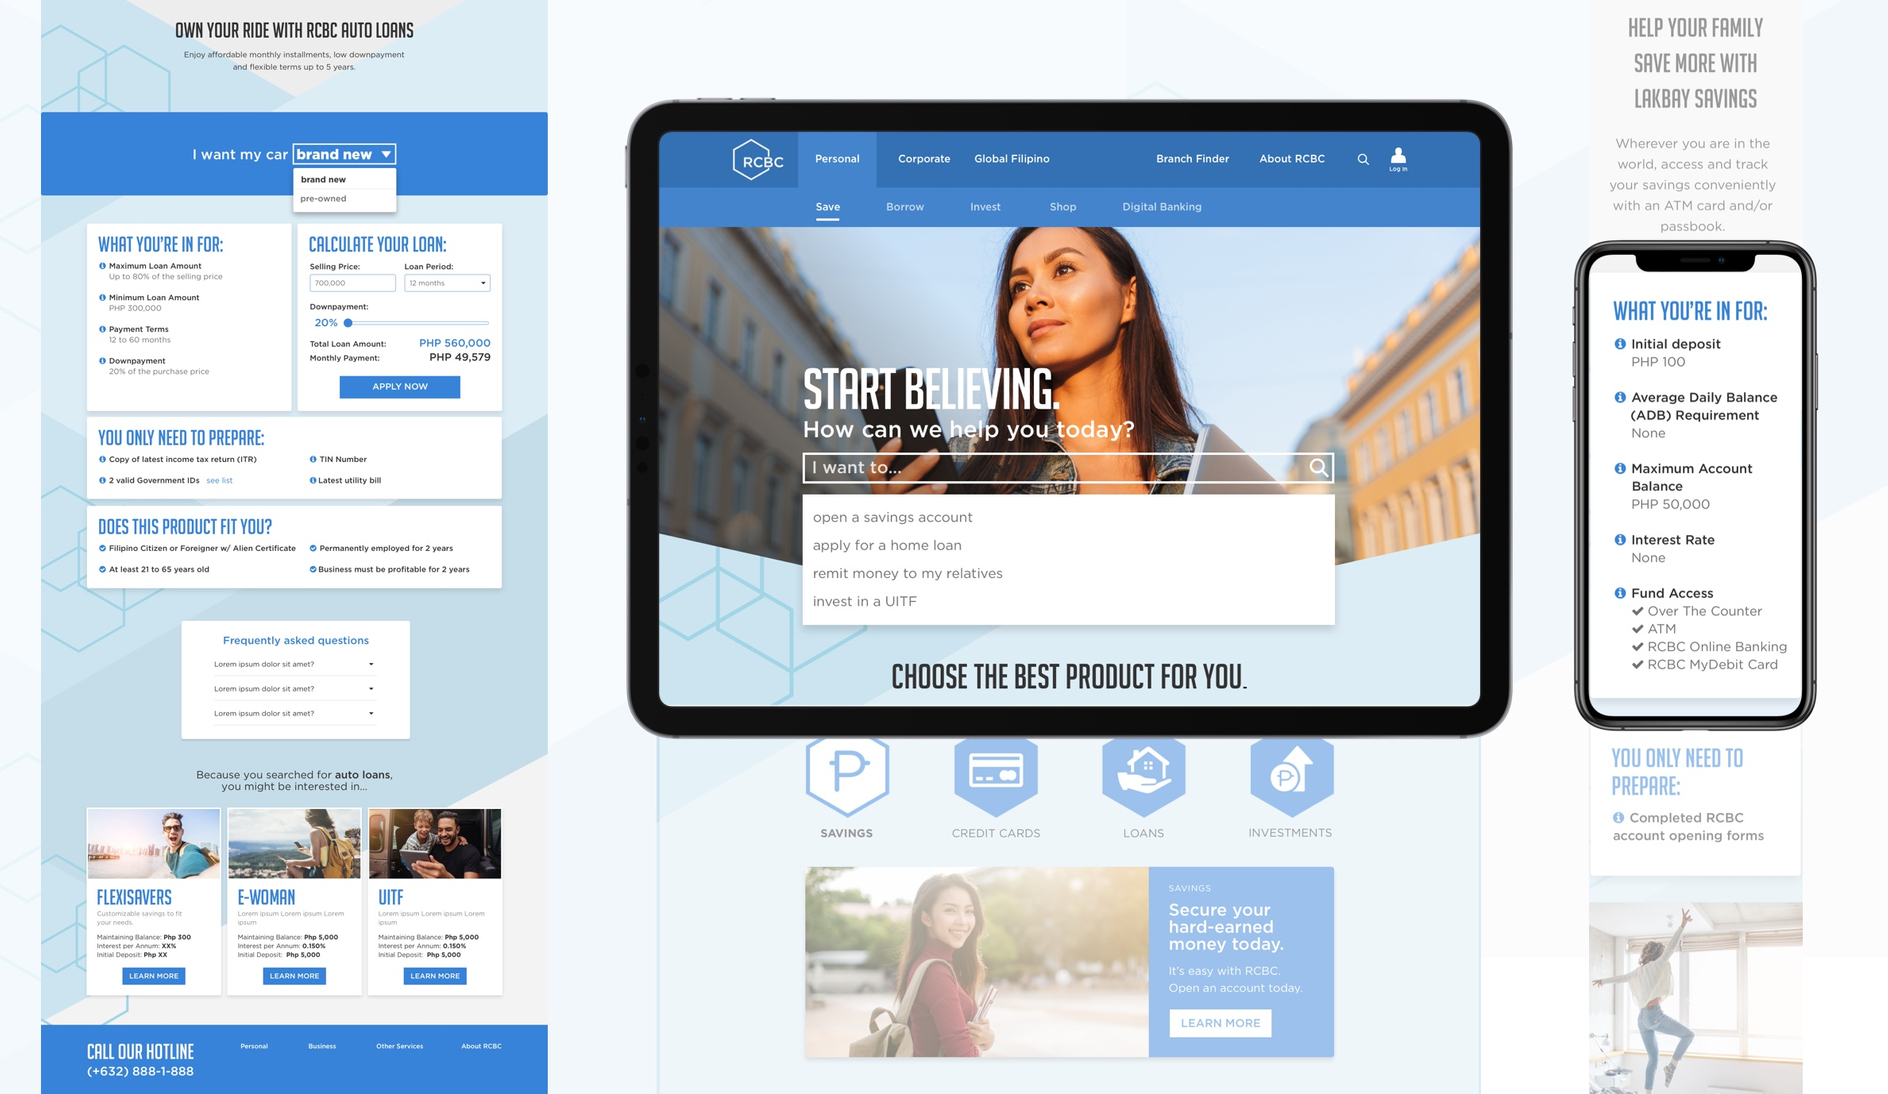 OWN YOUR RIDE WITH RCBC AUTO LOANS
Enjoy affordable monthly installments, low downpayment
and flexible terms up to 5 years.
I want my car brand new
brand new
pre-owned
WHAT YOU'RE IN FOR:
Maximum Loan Amount
Up to 80% of the selling price
Minimum Loan Amount
PHP 300,000
Payment Terms
12 to 60 months
Downpayment
20% of the purchase price
CALCULATE YOUR LOAN:
Selling Price: Loan Period:
700,000 12 months
Downpayment:
20%
Total Loan Amount: PHP 560,000
Monthly Payment: PHP 49,579
APPLY NOW
YOU ONLY NEED TO PREPARE:
Copy of latest income tax return (ITR) TIN Number
2 valid Government IDs see list Latest utility bill
DOES THIS PRODUCT FIT YOU?
Filipino Citizen or Foreigner w/ Alien Certificate Permanently employed for 2 years
At least 21 to 65 years old Business must be profitable for 2 years
Frequently asked questions
Lorem ipsum dolor sit amet?
Lorem ipsum dolor sit amet?
Lorem ipsum dolor sit amet?
Because you searched for auto loans,
you might be interested in...
FLEXISAVERS
Customizable savings to fit
your needs.
Maintaining Balance: Php 300
Interest per Annum: XX%
Initial Deposit: Php XX
LEARN MORE
E-WOMAN
Lorem ipsum Lorem ipsum Lorem
ipsum
Maintaining Balance: Php 5,000
Interest per Annum: 0.150%
Initial Deposit: Php 5,000
LEARN MORE
UITF
Lorem ipsum Lorem ipsum Lorem
ipsum
Maintaining Balance: Php 5,000
Interest per Annum: 0.150%
Initial Deposit: Php 5,000
LEARN MORE
CALL OUR HOTLINE
(+632) 888-1-888
Personal Business Other Services About RCBC
RCBC
Personal Corporate Global Filipino Branch Finder About RCBC Log In
Save Borrow Invest Shop Digital Banking
START BELIEVING.
How can we help you today?
I want to...
open a savings account
apply for a home loan
remit money to my relatives
invest in a UITF
CHOOSE THE BEST PRODUCT FOR YOU.
SAVINGS CREDIT CARDS LOANS INVESTMENTS
SAVINGS
Secure your
hard-earned
money today.
It's easy with RCBC.
Open an account today.
LEARN MORE
HELP YOUR FAMILY
SAVE MORE WITH
LAKBAY SAVINGS
Wherever you are in the
world, access and track
your savings conveniently
with an ATM card and/or
passbook.
WHAT YOU'RE IN FOR:
Initial deposit
PHP 100
Average Daily Balance
(ADB) Requirement
None
Maximum Account
Balance
PHP 50,000
Interest Rate
None
Fund Access
Over The Counter
ATM
RCBC Online Banking
RCBC MyDebit Card
YOU ONLY NEED TO
PREPARE:
Completed RCBC
account opening forms